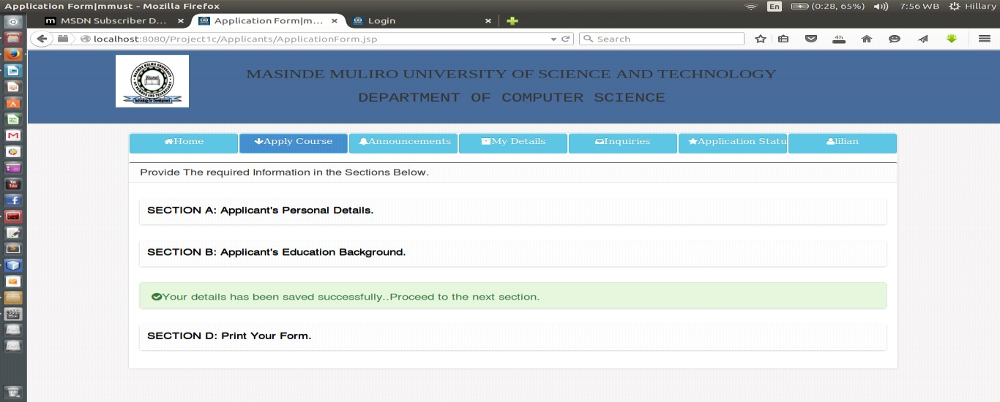 Application Form|mmust - Mozilla Firefox
En
(0:28, 65%)
7:56 WB
Hillary
MSDN Subscriber D...
Application Form|m...
Login
localhost:8080/Project1c/Applicants/ApplicationForm.jsp
Search
4h
MASINDE MULIRO UNIVERSITY OF SCIENCE AND TECHNOLOGY
DEPARTMENT OF COMPUTER SCIENCE
Home
Apply Course
Announcements
My Details
Inquiries
Application Statu
lilian
Provide The required Information in the Sections Below.
SECTION A: Applicant's Personal Details.
SECTION B: Applicant's Education Background.
Your details has been saved successfully..Proceed to the next section.
SECTION D: Print Your Form.